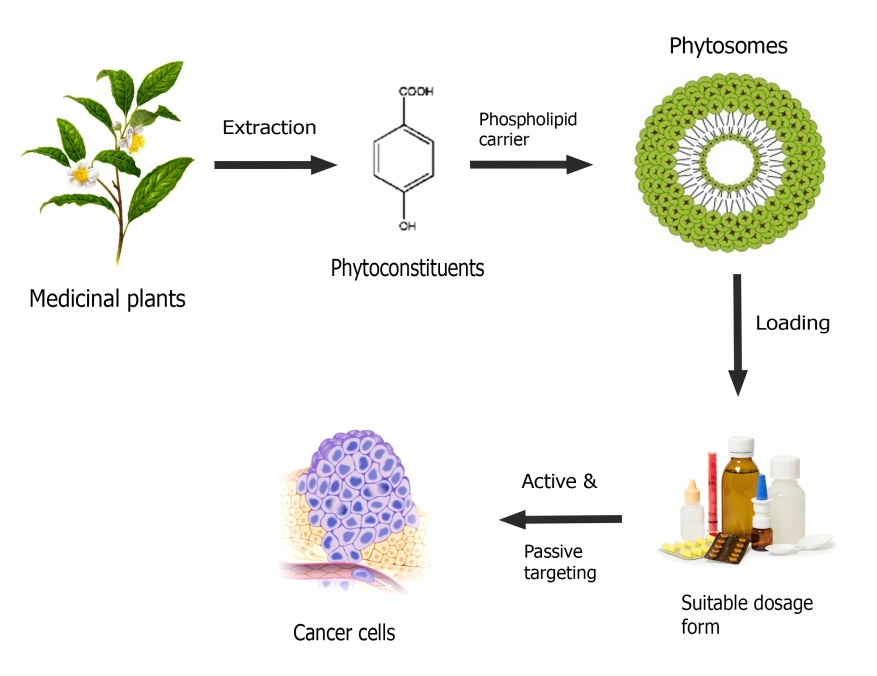 Phytosomes
Extraction
COOH
Phospholipid
carrier
OH
Phytoconstituents
Medicinal plants
Loading
Active &
Passive
targeting
Suitable dosage
form
Cancer cells